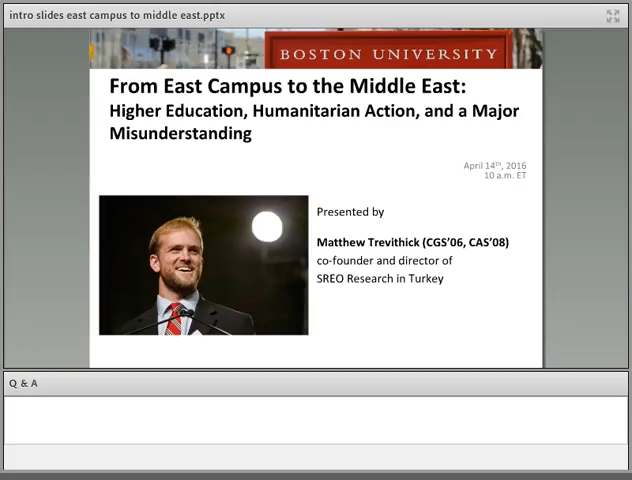 intro slides east campus to middle east.pptx
BOSTON UNIVERSITY
From East Campus to the Middle East:
Higher Education, Humanitarian Action, and a Major
Misunderstanding
April 14th, 2016
10 a.m. ET
Presented by
Matthew Trevithick (CGS'06, CAS'08)
co-founder and director of
SREO Research in Turkey
Q & A